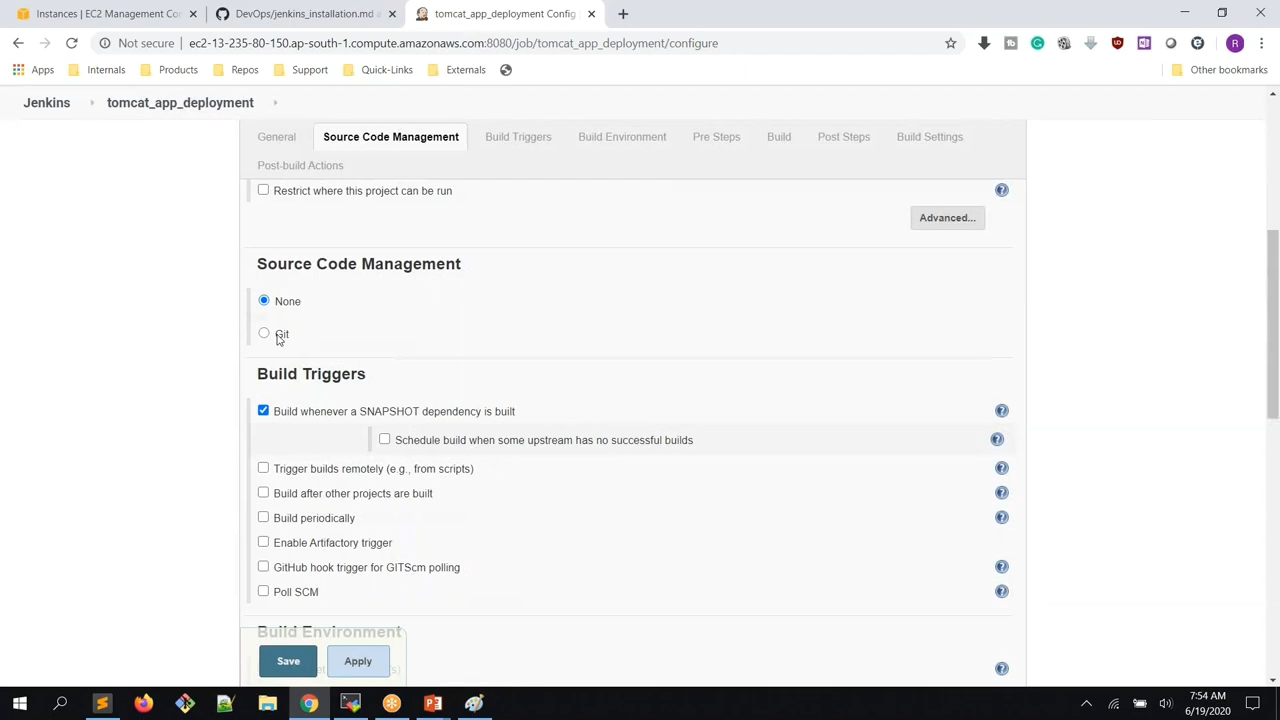 Instances | EC2 Management Con
DevOps/jenkins_installation.md a
tomcat_app_deployment Config
Not secure | ec2-13-235-80-150.ap-south-1.compute.amazonaws.com:8080/job/tomcat_app_deployment/configure
Apps Internals Products Repos Support Quick-Links Externals Other bookmarks
Jenkins tomcat_app_deployment
General Source Code Management Build Triggers Build Environment Pre Steps Build Post Steps Build Settings
Post-build Actions
Restrict where this project can be run
Advanced...
Source Code Management
None
Git
Build Triggers
Build whenever a SNAPSHOT dependency is built
Schedule build when some upstream has no successful builds
Trigger builds remotely (e.g., from scripts)
Build after other projects are built
Build periodically
Enable Artifactory trigger
GitHub hook trigger for GITScm polling
Poll SCM
Build Environment
Save Apply
7:54 AM
6/19/2020